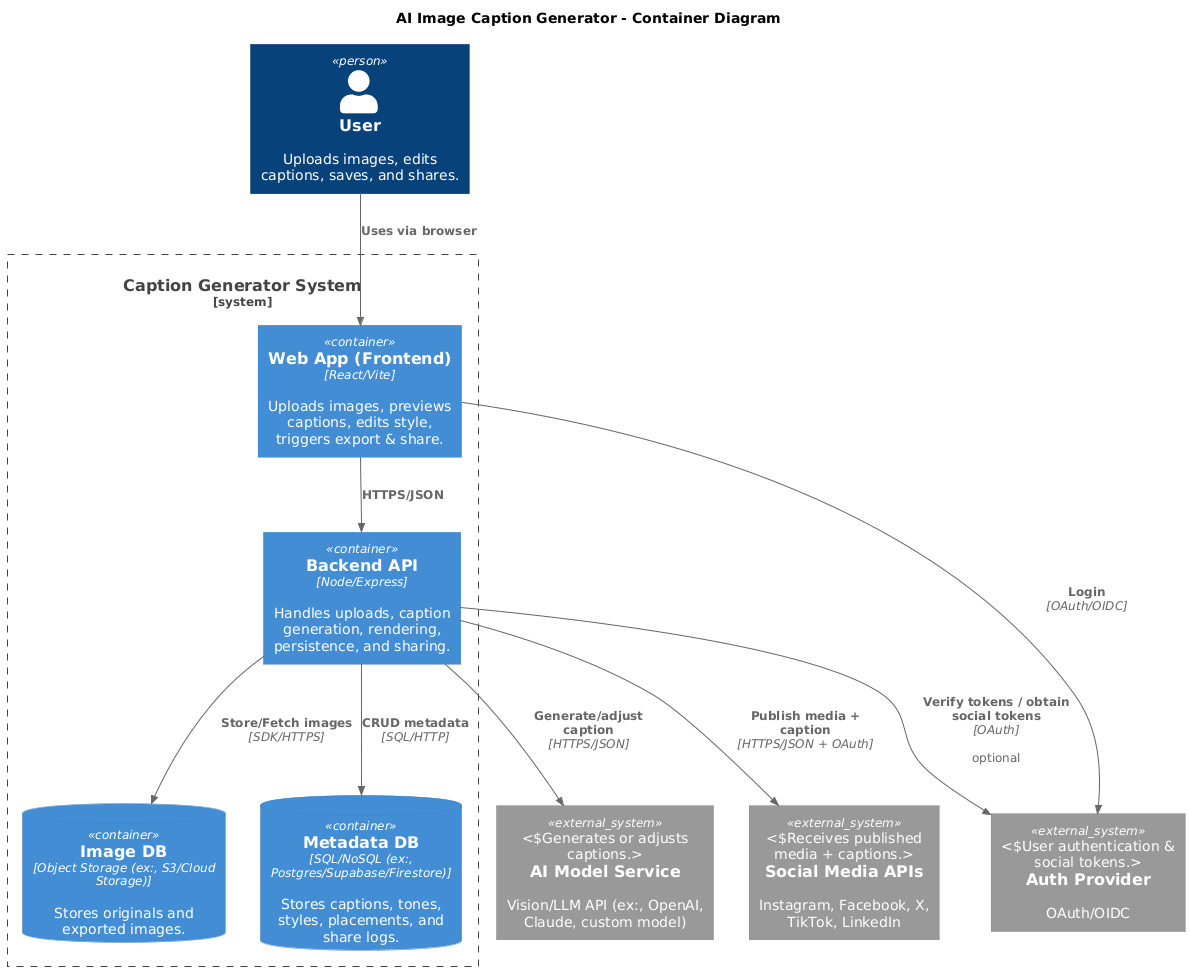 AI Image Caption Generator - Container Diagram
«person»
User
Uploads images, edits
captions, saves, and shares.
Uses via browser
Caption Generator System
[system]
«container»
Web App (Frontend)
[React/Vite]
Uploads images, previews
captions, edits style,
triggers export & share.
HTTPS/JSON
«container»
Backend API
[Node/Express]
Handles uploads, caption
generation, rendering,
persistence, and sharing.
Login
[OAuth/OIDC]
Store/Fetch images
[SDK/HTTPS]
CRUD metadata
[SQL/HTTP]
Generate/adjust
caption
[HTTPS/JSON]
Publish media +
caption
[HTTPS/JSON + OAuth]
Verify tokens / obtain
social tokens
[OAuth]
optional
«container»
Image DB
[Object Storage (ex:, S3/Cloud
Storage)]
Stores originals and
exported images.
«container»
Metadata DB
[SQL/NoSQL (ex:,
Postgres/Supabase/Firestore)]
Stores captions, tones,
styles, placements, and
share logs.
«external_system»
<$Generates or adjusts
captions.>
AI Model Service
Vision/LLM API (ex:, OpenAI,
Claude, custom model)
«external_system»
<$Receives published
media + captions.>
Social Media APIs
Instagram, Facebook, X,
TikTok, LinkedIn
«external_system»
<$User authentication &
social tokens.>
Auth Provider
OAuth/OIDC